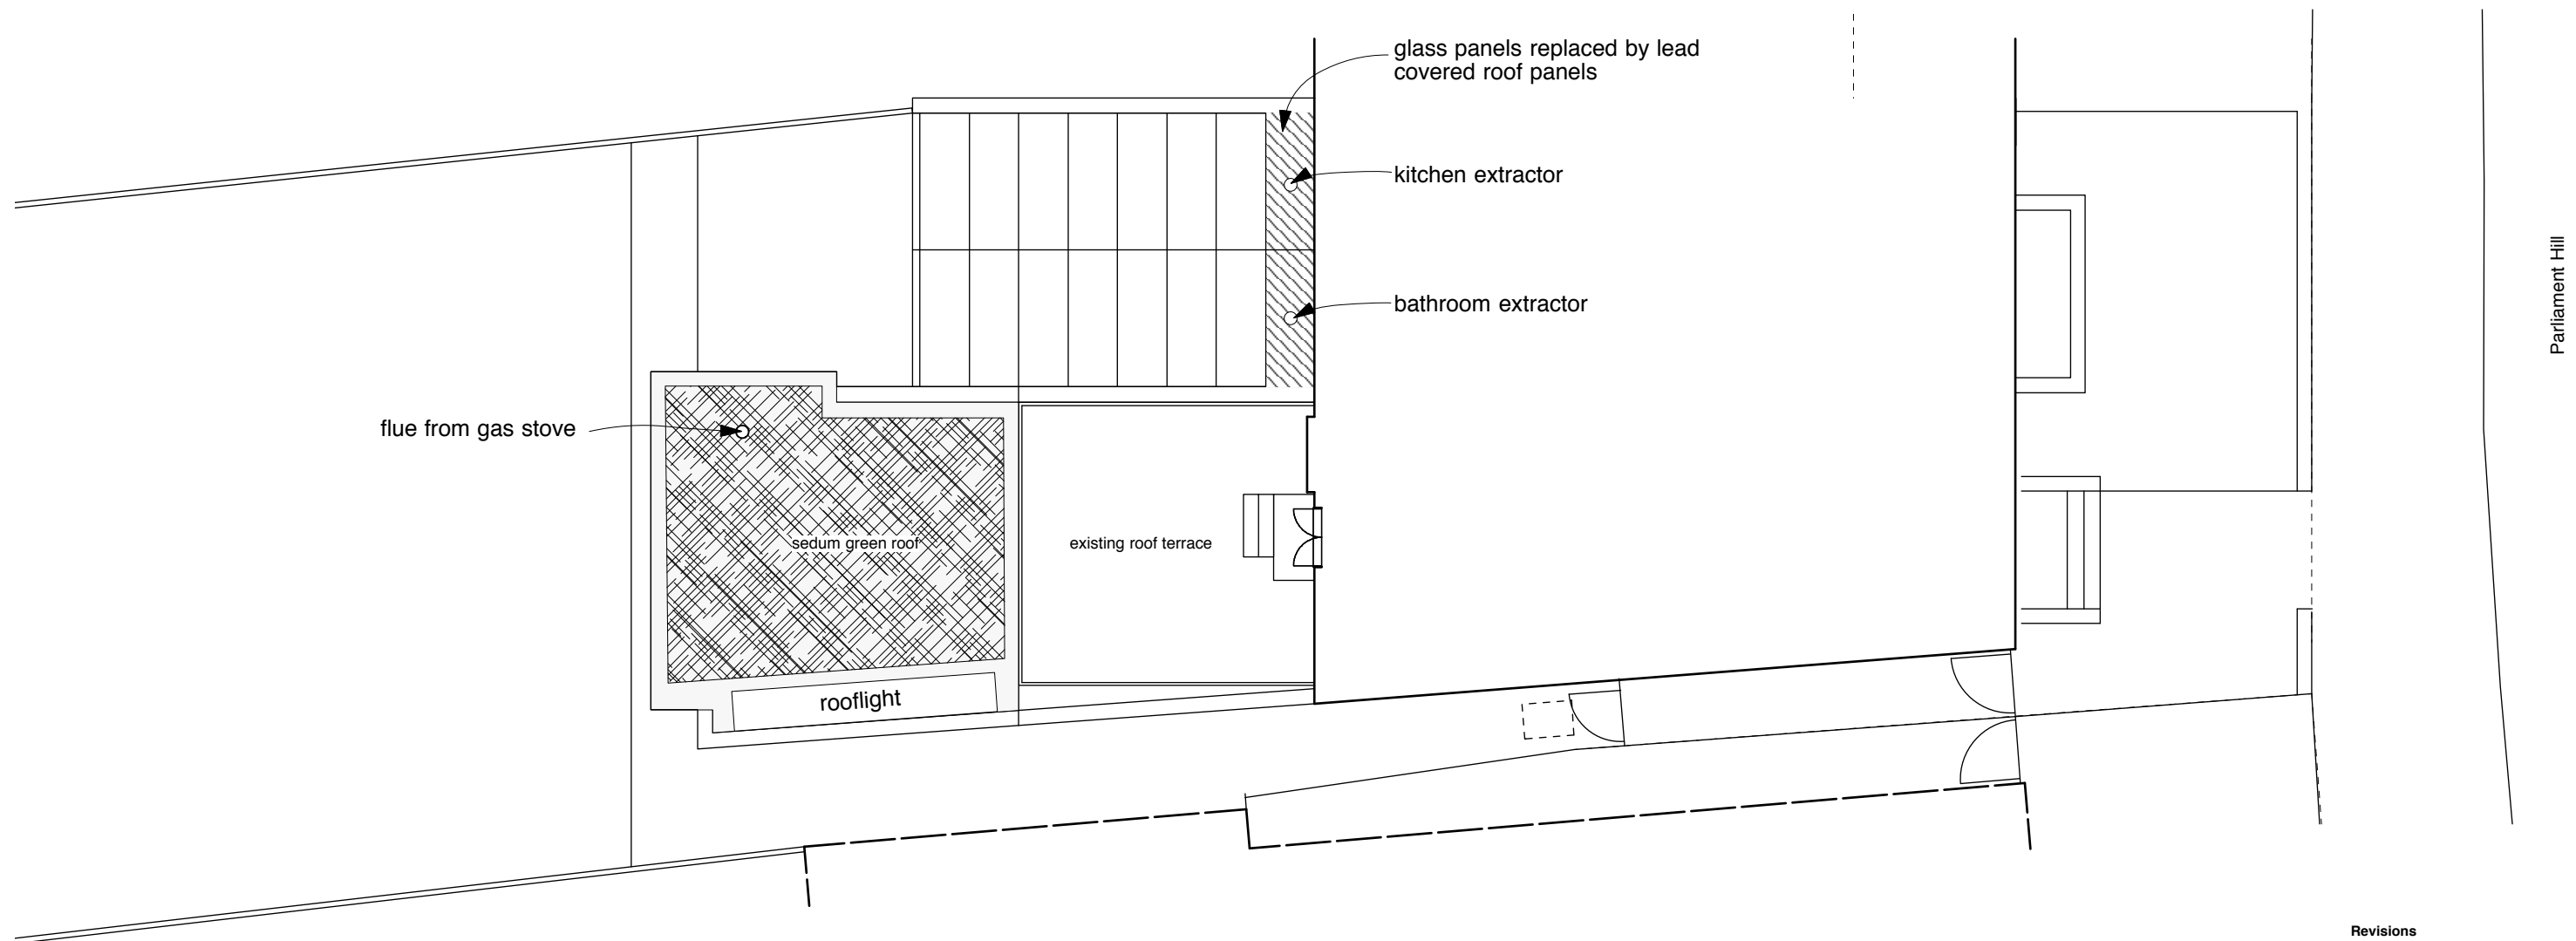 glass panels replaced by lead
covered roof panels
kitchen extractor
Parliament Hill
bathroom extractor
flue from gas stove
sedum green roof
existing roof terrace
rooflight
Revisions